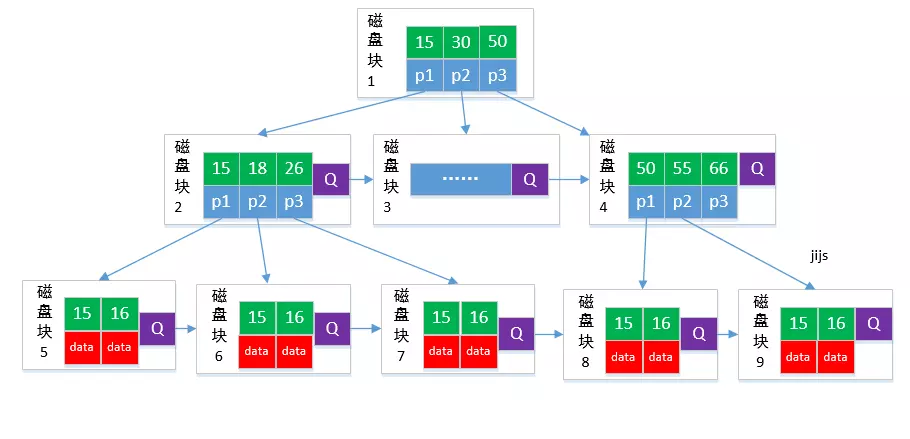 磁盘块1
15 30 50
p1 p2 p3
磁盘块2
15 18 26
Q
p1 p2 p3
磁盘块3
......
Q
磁盘块4
50 55 66
Q
p1 p2 p3
jijs
磁盘块5
15 16
Q
data data
磁盘块6
15 16
Q
data data
磁盘块7
15 16
Q
data data
磁盘块8
15 16
Q
data data
磁盘块9
15 16
Q
data data